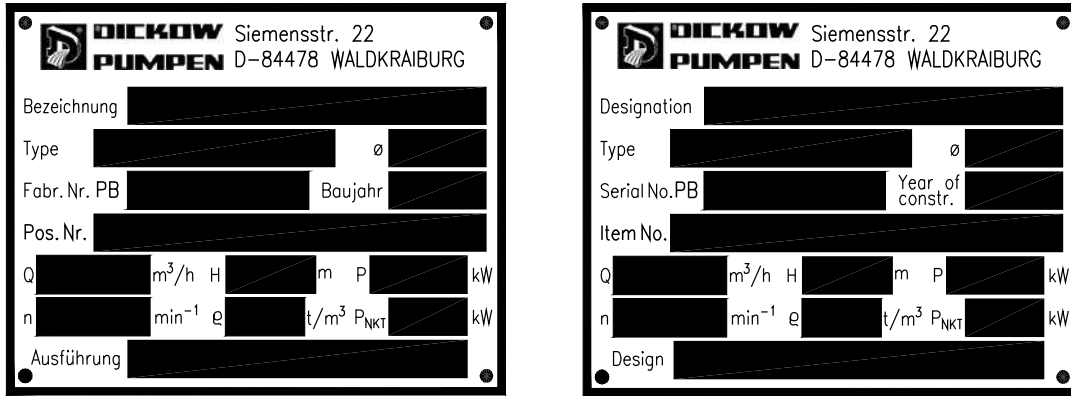 DICKOW Siemensstr. 22
PUMPEN D-84478 WALDKRAIBURG
Bezeichnung
Type ø
Fabr. Nr. PB Baujahr
Pos. Nr.
Q m³/h H m P kW
n min⁻¹ ϱ t/m³ PNKT kW
Ausführung
DICKOW Siemensstr. 22
PUMPEN D-84478 WALDKRAIBURG
Designation
Type ø
Serial No. PB Year of
constr.
Item No.
Q m³/h H m P kW
n min⁻¹ ϱ t/m³ PNKT kW
Design